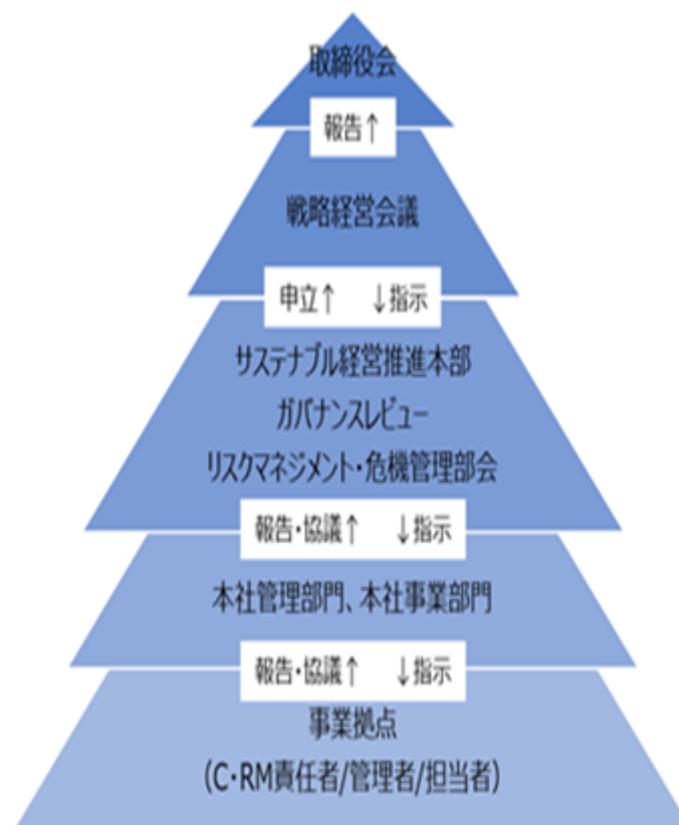 取締役会
報告↑
戦略経営会議
申立↑ ↓指示
サステナブル経営推進本部
ガバナンスレビュー
リスクマネジメント・危機管理部会
報告・協議↑ ↓指示
本社管理部門、本社事業部門
報告・協議↑ ↓指示
事業拠点
(C・RM責任者/管理者/担当者)